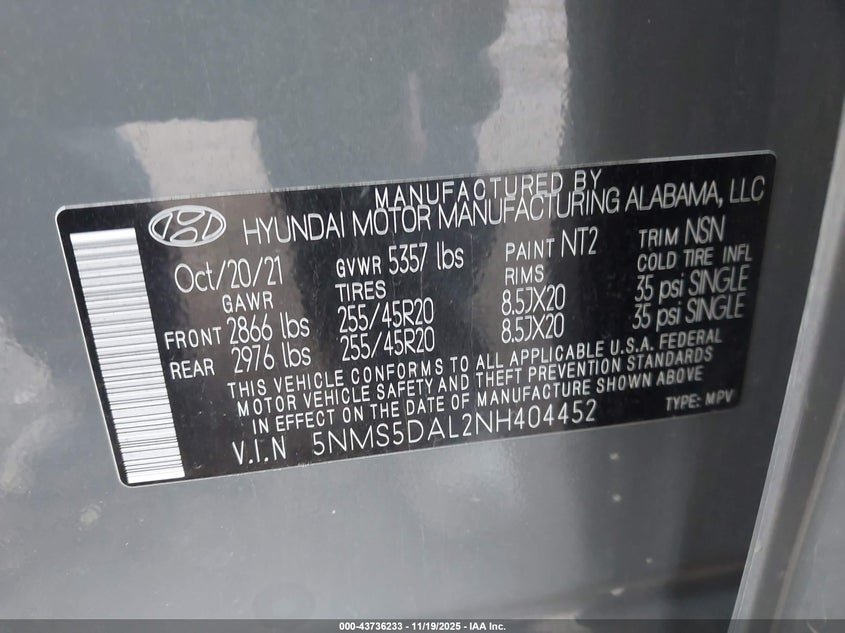 MANUFACTURED BY
HYUNDAI MOTOR MANUFACTURING ALABAMA, LLC
Oct/20/21 GVWR 5357 lbs PAINT NT2 TRIM NSN
GAWR TIRES RIMS COLD TIRE INFL
FRONT 2866 lbs 255/45R20 8.5JX20 35 psi SINGLE
REAR 2976 lbs 255/45R20 8.5JX20 35 psi SINGLE
THIS VEHICLE CONFORMS TO ALL APPLICABLE U.S.A. FEDERAL
MOTOR VEHICLE SAFETY AND THEFT PREVENTION STANDARDS
IN EFFECT ON THE DATE OF MANUFACTURE SHOWN ABOVE
V.I.N 5NMS5DAL2NH404452 TYPE: MPV
000-43736233 - 11/19/2025 - IAA Inc.